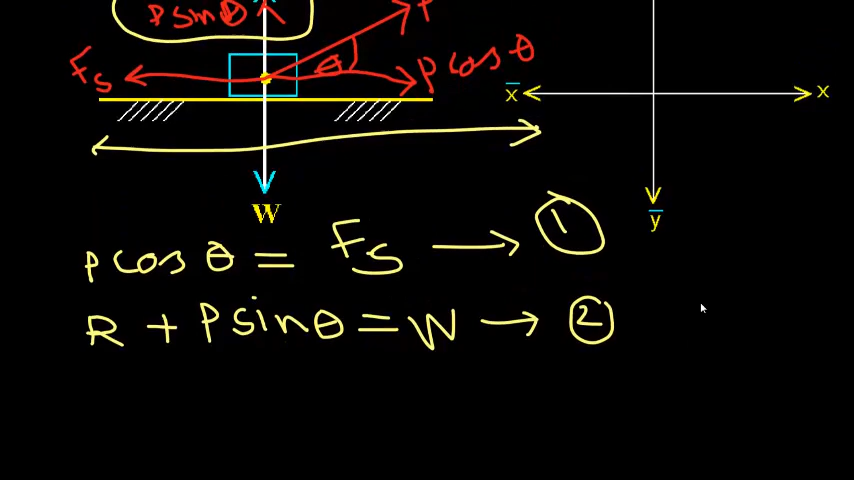 P sin θ P
Fs θ P cos θ
x̅ x
W
y̅
P cos θ = Fs → ①
R + P sin θ = W → ②